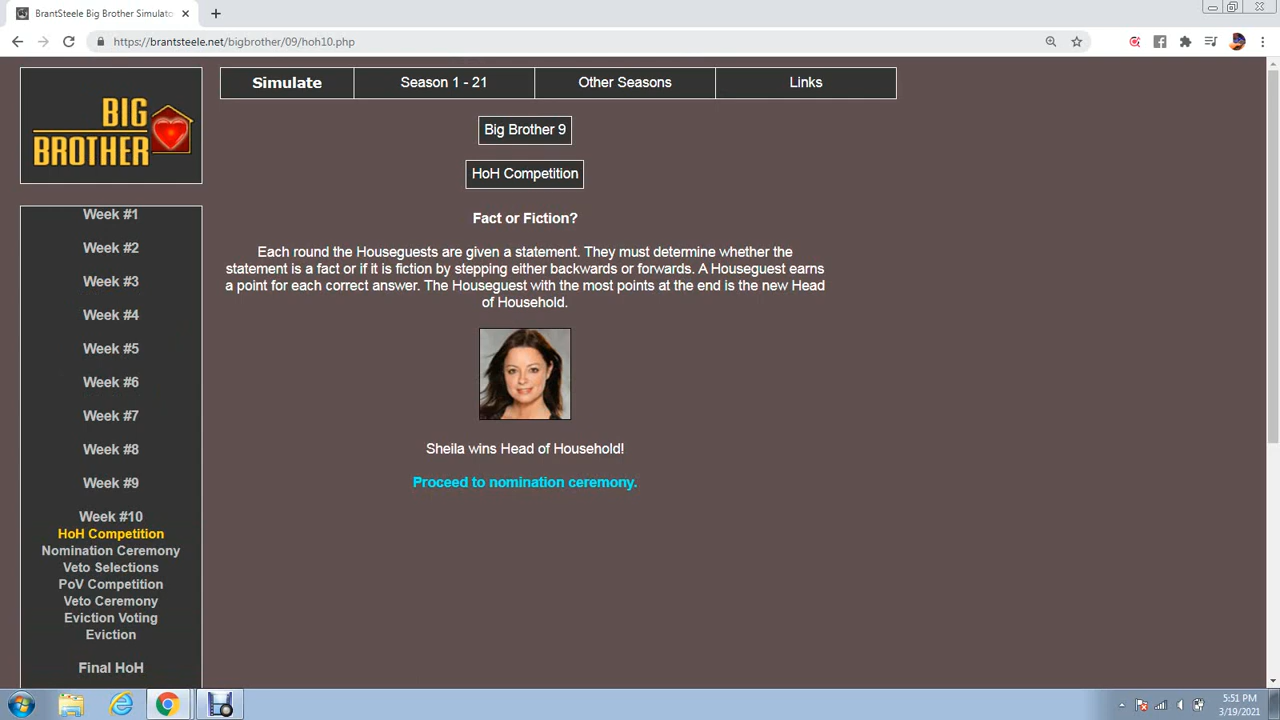 BrantSteele Big Brother Simulato
https://brantsteele.net/bigbrother/09/hoh10.php
BIG
BROTHER
Simulate
Season 1 - 21
Other Seasons
Links
Big Brother 9
HoH Competition
Fact or Fiction?
Each round the Houseguests are given a statement. They must determine whether the
statement is a fact or if it is fiction by stepping either backwards or forwards. A Houseguest earns
a point for each correct answer. The Houseguest with the most points at the end is the new Head
of Household.
Sheila wins Head of Household!
Proceed to nomination ceremony.
Week #1
Week #2
Week #3
Week #4
Week #5
Week #6
Week #7
Week #8
Week #9
Week #10
HoH Competition
Nomination Ceremony
Veto Selections
PoV Competition
Veto Ceremony
Eviction Voting
Eviction
Final HoH
5:51 PM
3/19/2021